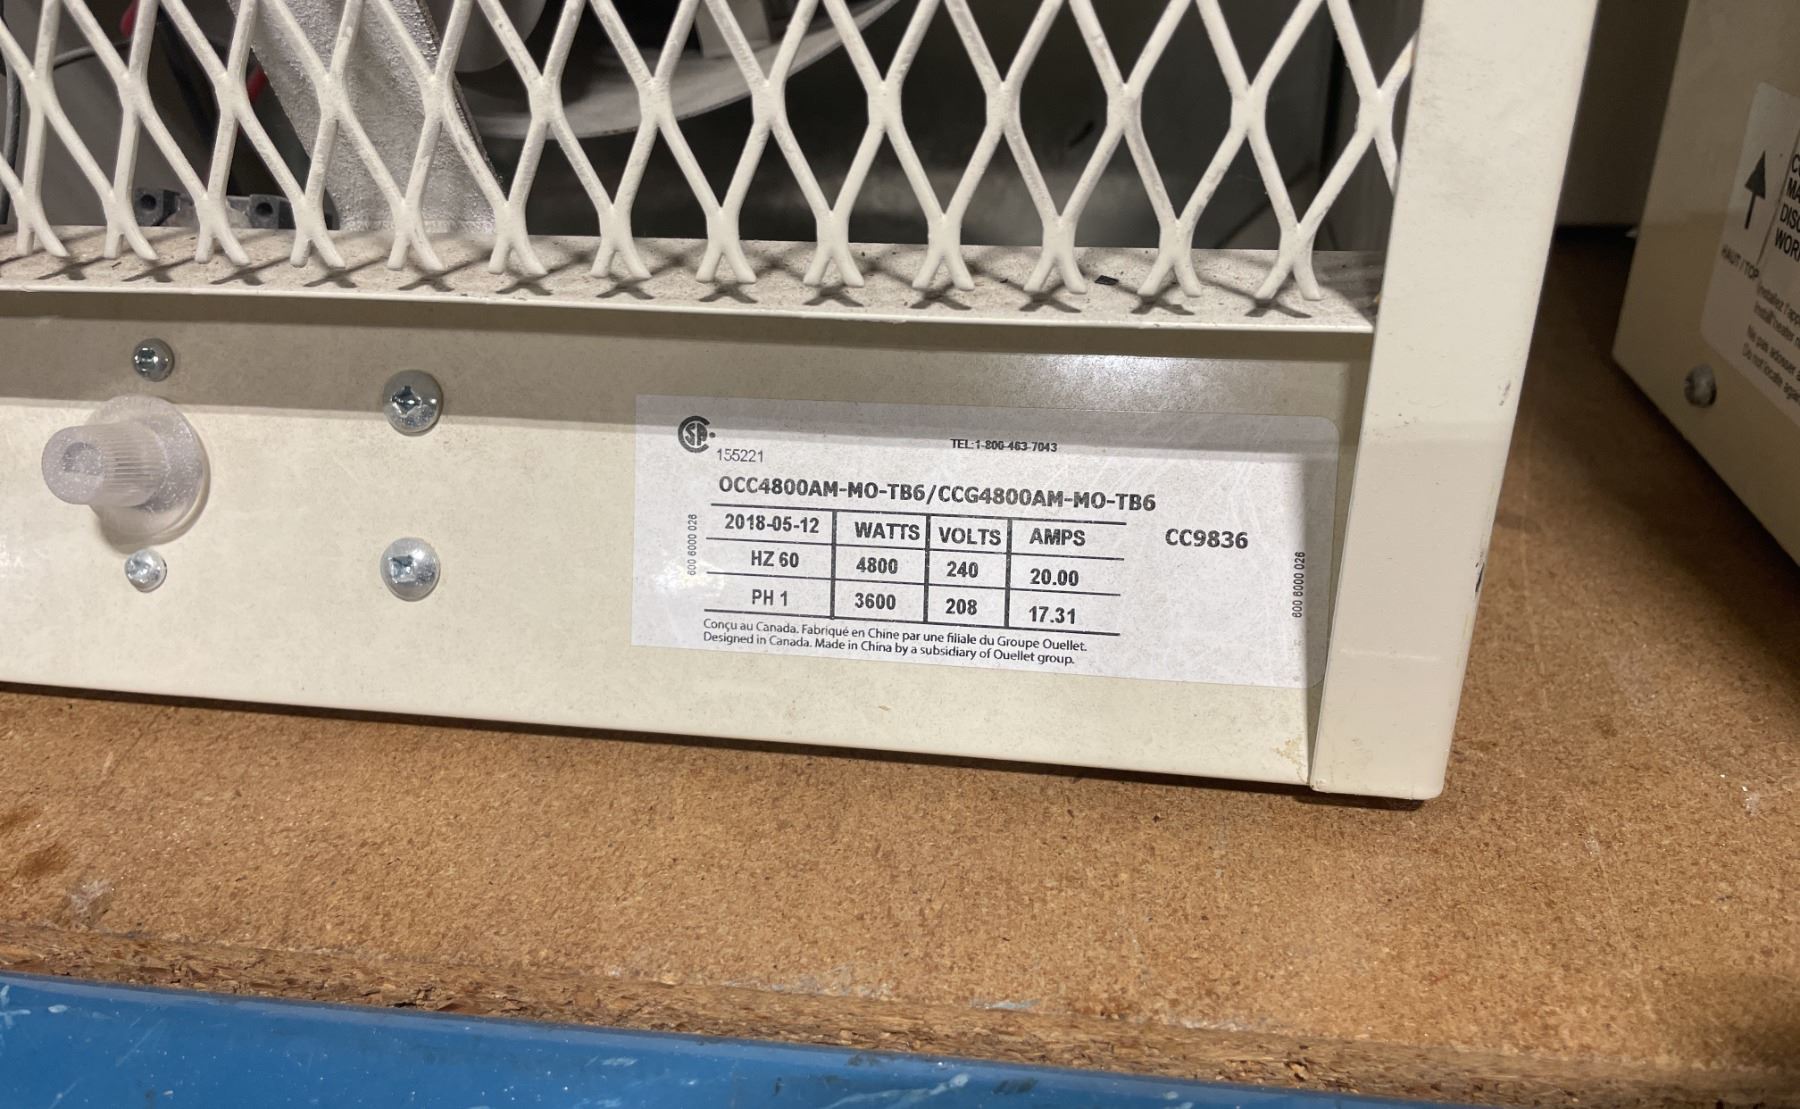 SP
155221
TEL:1-800-463-7043
OCC4800AM-MO-TB6/CCG4800AM-MO-TB6
2018-05-12 WATTS VOLTS AMPS
HZ 60 4800 240 20.00
PH 1 3600 208 17.31
CC9836
Conçu au Canada. Fabriqué en Chine par une filiale du Groupe Ouellet.
Designed in Canada. Made in China by a subsidiary of Ouellet group.
600 6000 026
600 6000 026
HAUT / TOP